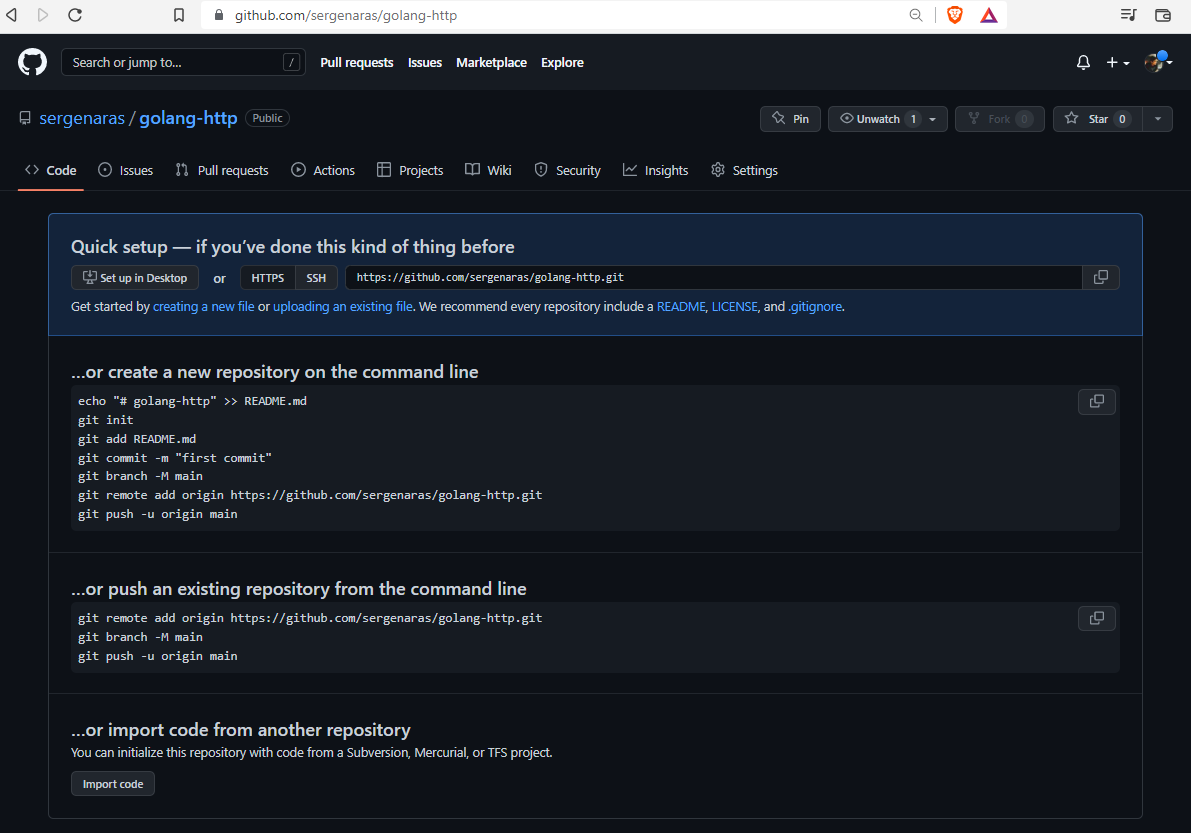 github.com/sergenaras/golang-http
Search or jump to... /
Pull requests Issues Marketplace Explore
sergenaras / golang-http Public
Pin Unwatch 1 Fork 0 Star 0
Code Issues Pull requests Actions Projects Wiki Security Insights Settings
Quick setup — if you’ve done this kind of thing before
Set up in Desktop or HTTPS SSH https://github.com/sergenaras/golang-http.git
Get started by creating a new file or uploading an existing file. We recommend every repository include a README, LICENSE, and .gitignore.
…or create a new repository on the command line
echo "# golang-http" >> README.md
git init
git add README.md
git commit -m "first commit"
git branch -M main
git remote add origin https://github.com/sergenaras/golang-http.git
git push -u origin main
…or push an existing repository from the command line
git remote add origin https://github.com/sergenaras/golang-http.git
git branch -M main
git push -u origin main
…or import code from another repository
You can initialize this repository with code from a Subversion, Mercurial, or TFS project.
Import code